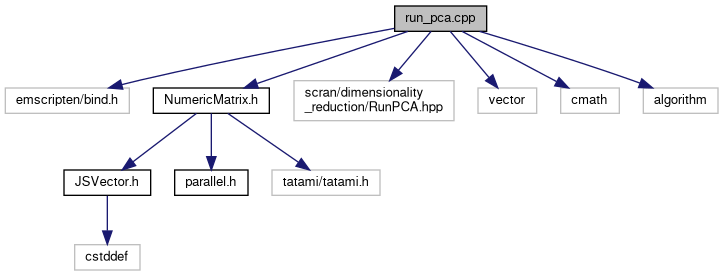 run_pca.cpp
emscripten/bind.h
NumericMatrix.h
scran/dimensionality
_reduction/RunPCA.hpp
vector
cmath
algorithm
JSVector.h
parallel.h
tatami/tatami.h
cstddef